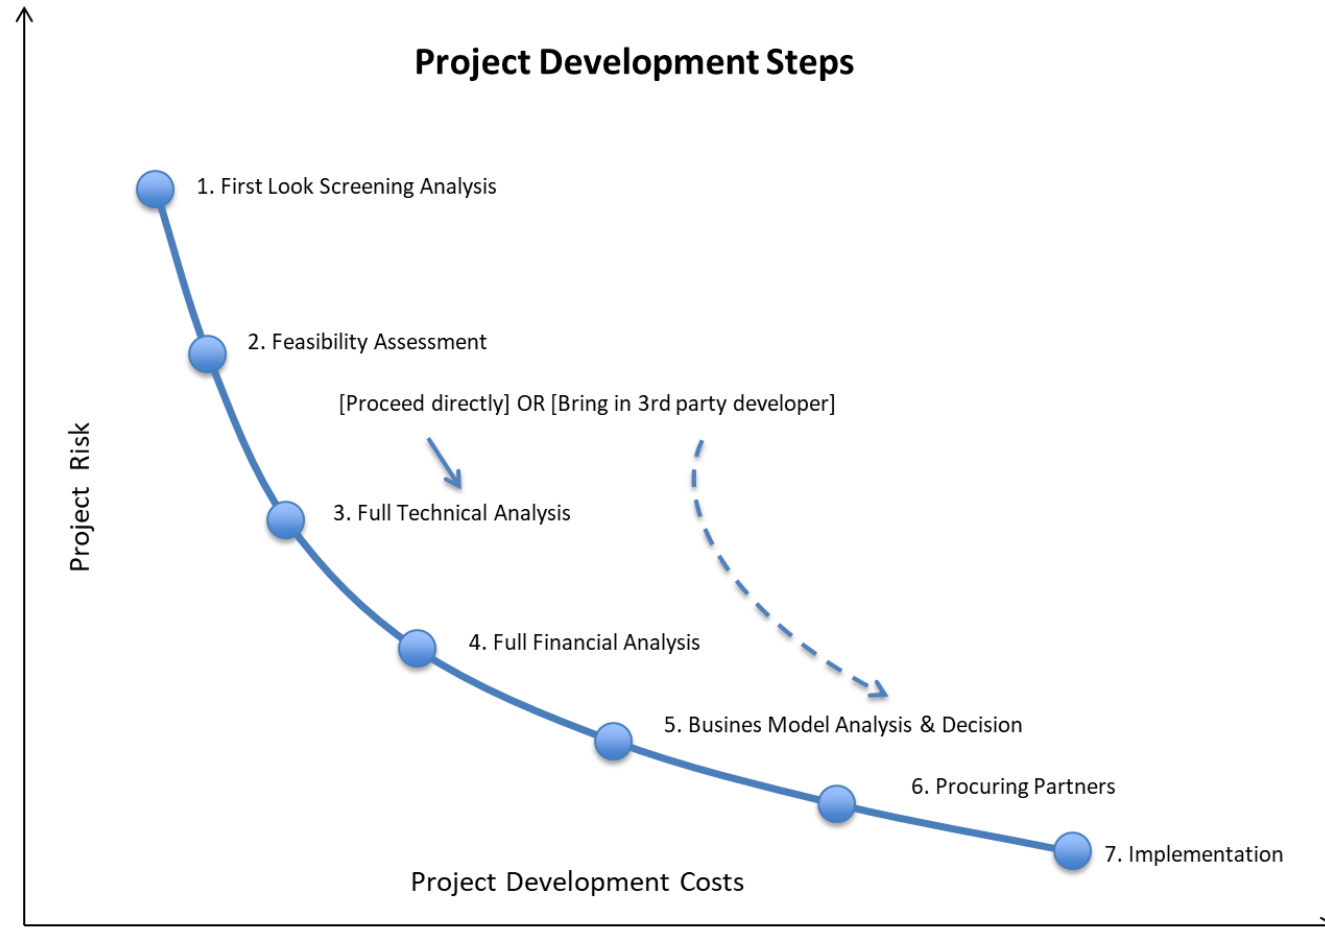 Project Development Steps
1. First Look Screening Analysis
2. Feasibility Assessment
[Proceed directly] OR [Bring in 3rd party developer]
Project Risk
3. Full Technical Analysis
4. Full Financial Analysis
5. Busines Model Analysis & Decision
6. Procuring Partners
7. Implementation
Project Development Costs